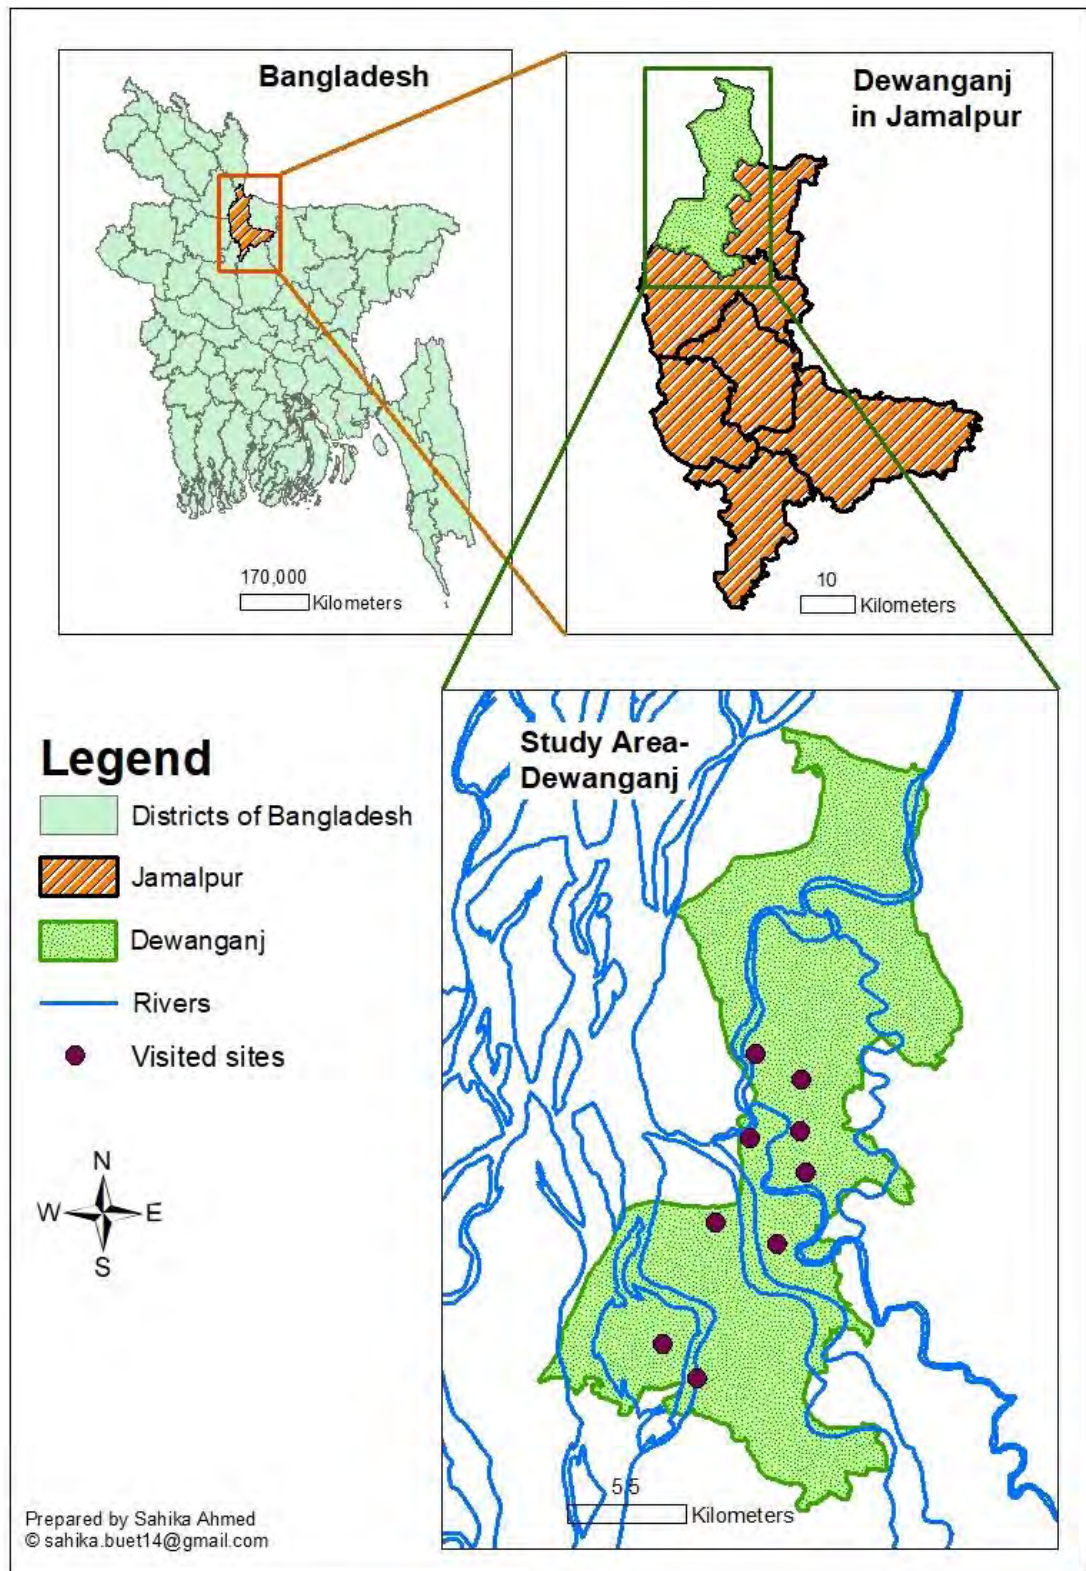 Bangladesh
170,000
Kilometers
Dewanganj
in Jamalpur
10
Kilometers
Legend
Districts of Bangladesh
Jamalpur
Dewanganj
Rivers
Visited sites
N
W E
S
Study Area-
Dewanganj
5.5
Kilometers
Prepared by Sahika Ahmed
© sahika.buet14@gmail.com